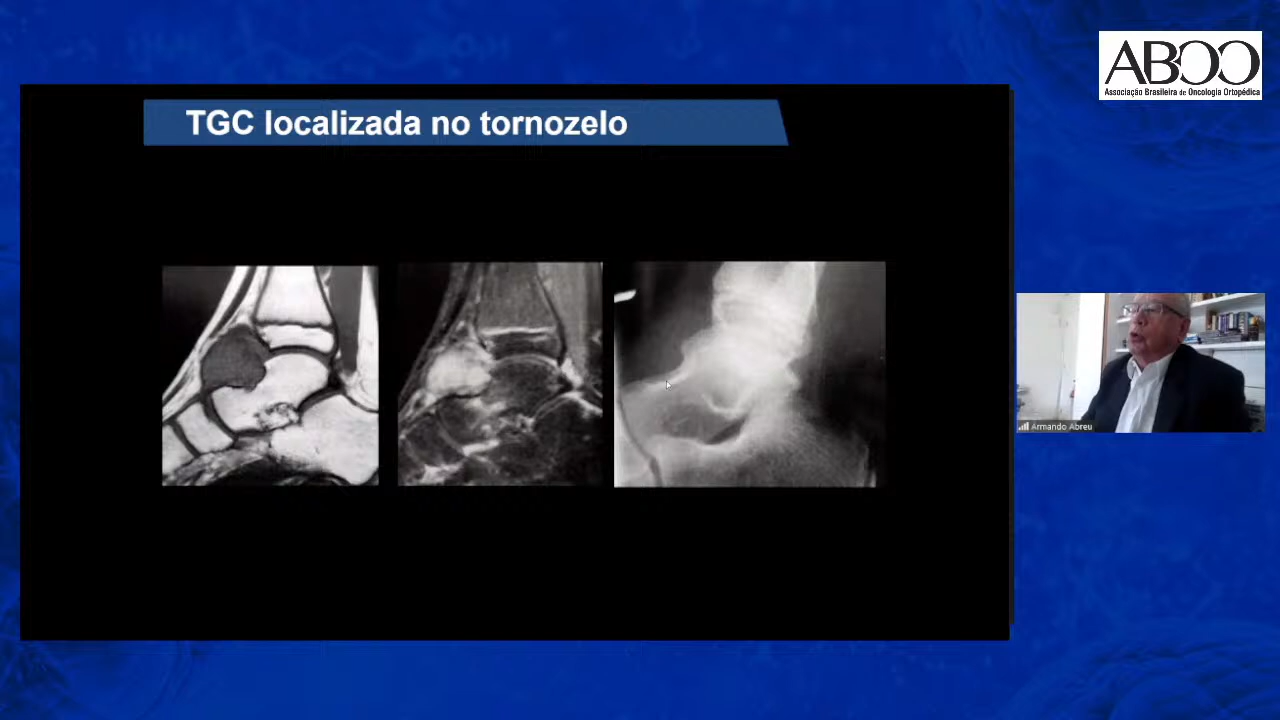 ABOO
Associação Brasileira de Oncologia Ortopédica
TGC localizada no tornozelo
Armando Abreu